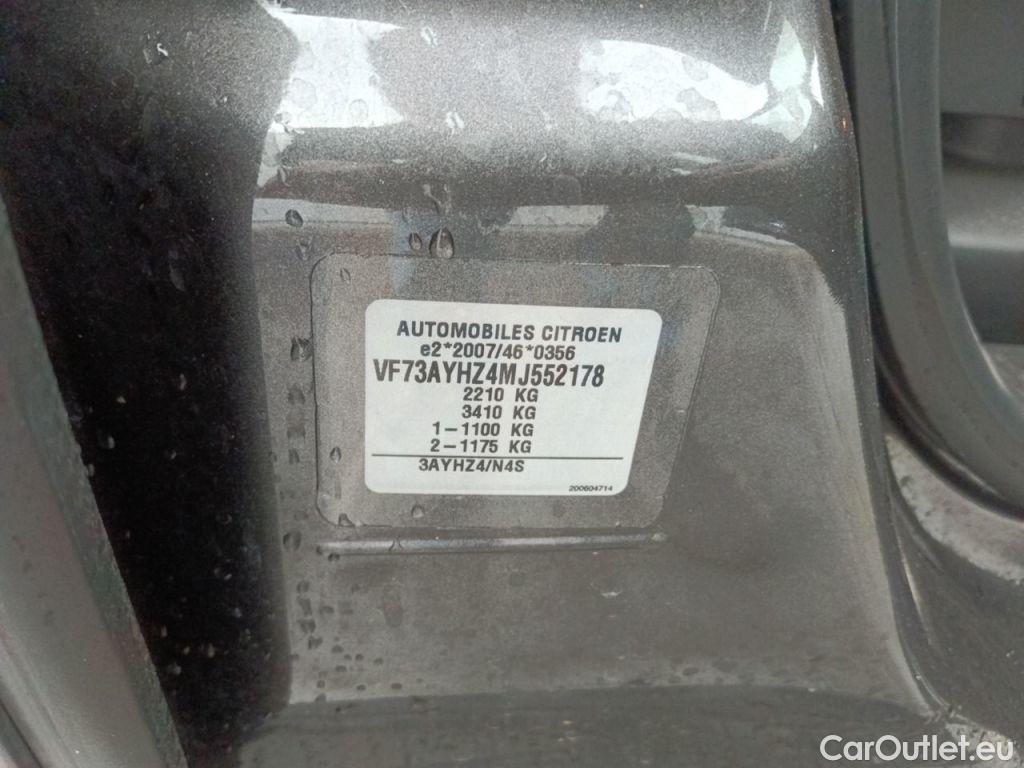 AUTOMOBILES CITROEN
e2*2007/46*0356
VF73AYHZ4MJ552178
2210 KG
3410 KG
1-1100 KG
2-1175 KG
3AYHZ4/N4S
200604714
CarOutlet.eu